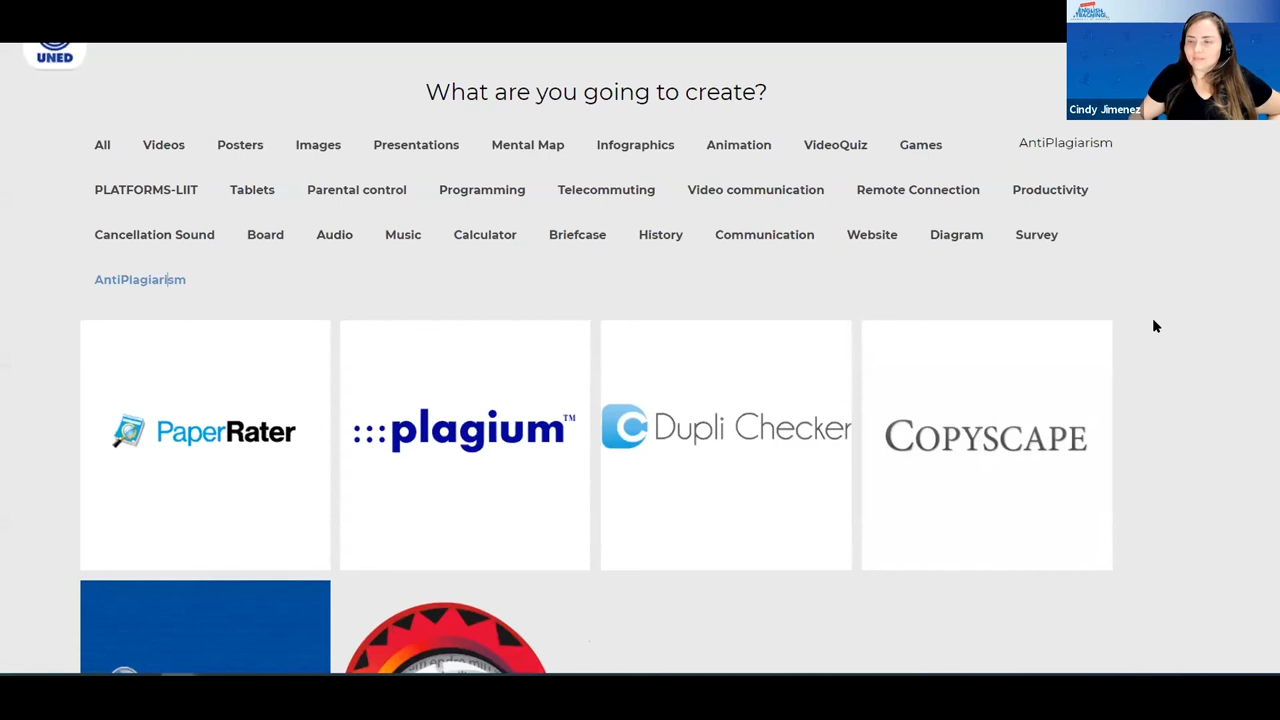 ENGLISH
TEACHING
UNED
What are you going to create?
Cindy Jimenez
All Videos Posters Images Presentations Mental Map Infographics Animation VideoQuiz Games AntiPlagiarism
PLATFORMS-LIIT Tablets Parental control Programming Telecommuting Video communication Remote Connection Productivity
Cancellation Sound Board Audio Music Calculator Briefcase History Communication Website Diagram Survey
AntiPlagiarism
PaperRater :::plagium™ Dupli Checker COPYSCAPE